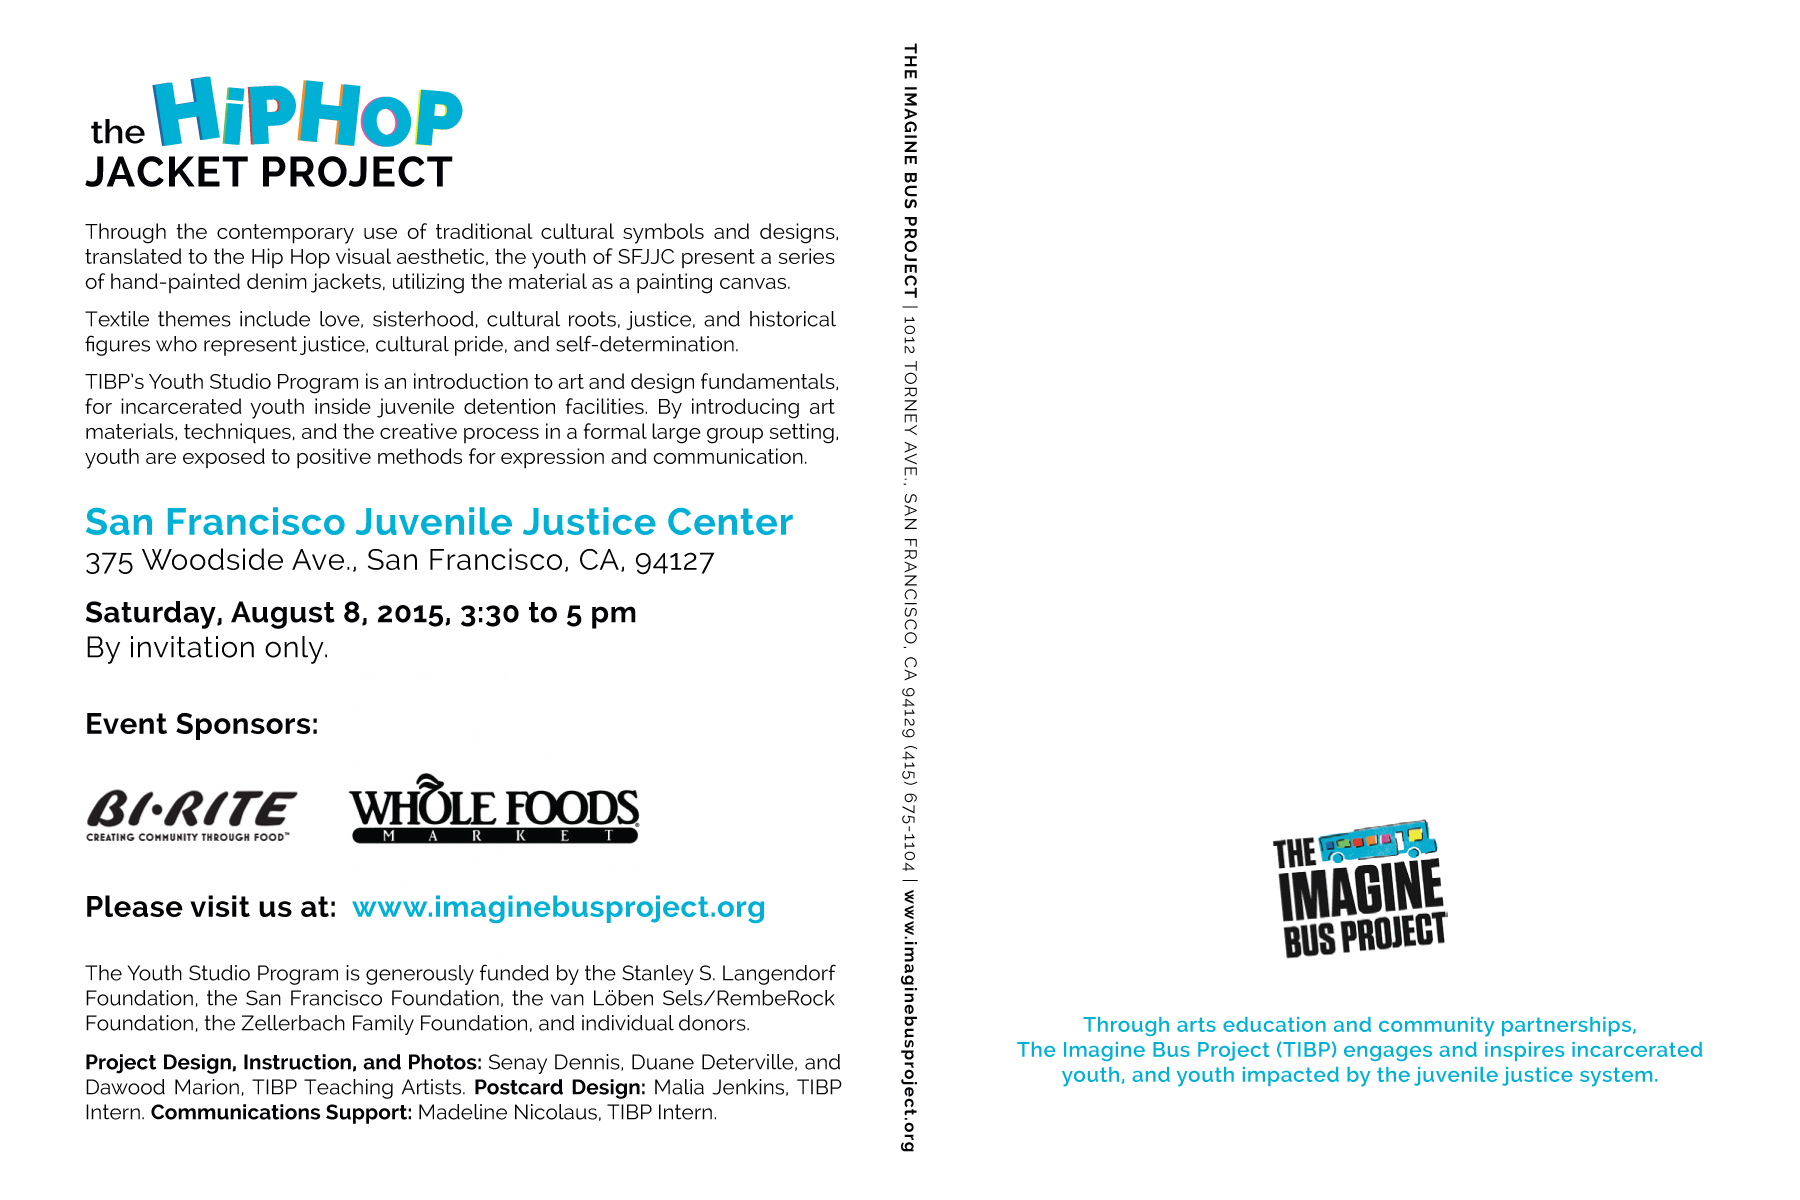 the HiPHOP
JACKET PROJECT
Through the contemporary use of traditional cultural symbols and designs,
translated to the Hip Hop visual aesthetic, the youth of SFJJC present a series
of hand-painted denim jackets, utilizing the material as a painting canvas.
Textile themes include love, sisterhood, cultural roots, justice, and historical
figures who represent justice, cultural pride, and self-determination.
TIBP's Youth Studio Program is an introduction to art and design fundamentals,
for incarcerated youth inside juvenile detention facilities. By introducing art
materials, techniques, and the creative process in a formal large group setting,
youth are exposed to positive methods for expression and communication.
San Francisco Juvenile Justice Center
375 Woodside Ave., San Francisco, CA, 94127
Saturday, August 8, 2015, 3:30 to 5 pm
By invitation only.
Event Sponsors:
BI-RITE
CREATING COMMUNITY THROUGH FOOD™
WHOLE FOODS®
MARKET
Please visit us at: www.imaginebusproject.org
The Youth Studio Program is generously funded by the Stanley S. Langendorf
Foundation, the San Francisco Foundation, the van Löben Sels/RembeRock
Foundation, the Zellerbach Family Foundation, and individual donors.
Project Design, Instruction, and Photos: Senay Dennis, Duane Deterville, and
Dawood Marion, TIBP Teaching Artists. Postcard Design: Malia Jenkins, TIBP
Intern. Communications Support: Madeline Nicolaus, TIBP Intern.
THE IMAGINE BUS PROJECT | 1012 TORNEY AVE., SAN FRANCISCO, CA 94129 (415) 675-1104 | www.imaginebusproject.org
THE
IMAGINE
BUS PROJECT
Through arts education and community partnerships,
The Imagine Bus Project (TIBP) engages and inspires incarcerated
youth, and youth impacted by the juvenile justice system.